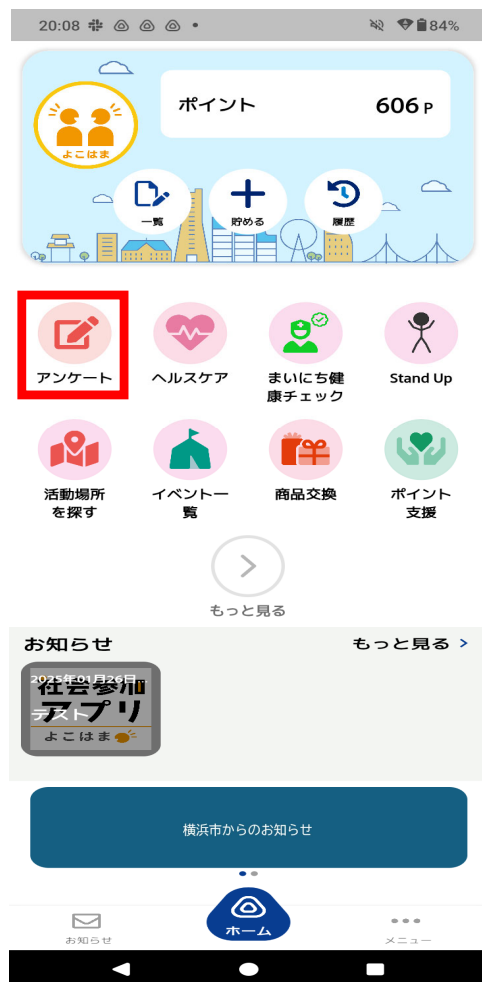 20:08
84%
よこはま
ポイント 606 P
一覧 貯める 履歴
アンケート ヘルスケア まいにち健康チェック Stand Up
活動場所を探す イベント一覧 商品交換 ポイント支援
もっと見る
お知らせ もっと見る >
2025年01月26日...
社会参加
テスト
アプリ
よこはま
横浜市からのお知らせ
お知らせ ホーム メニュー